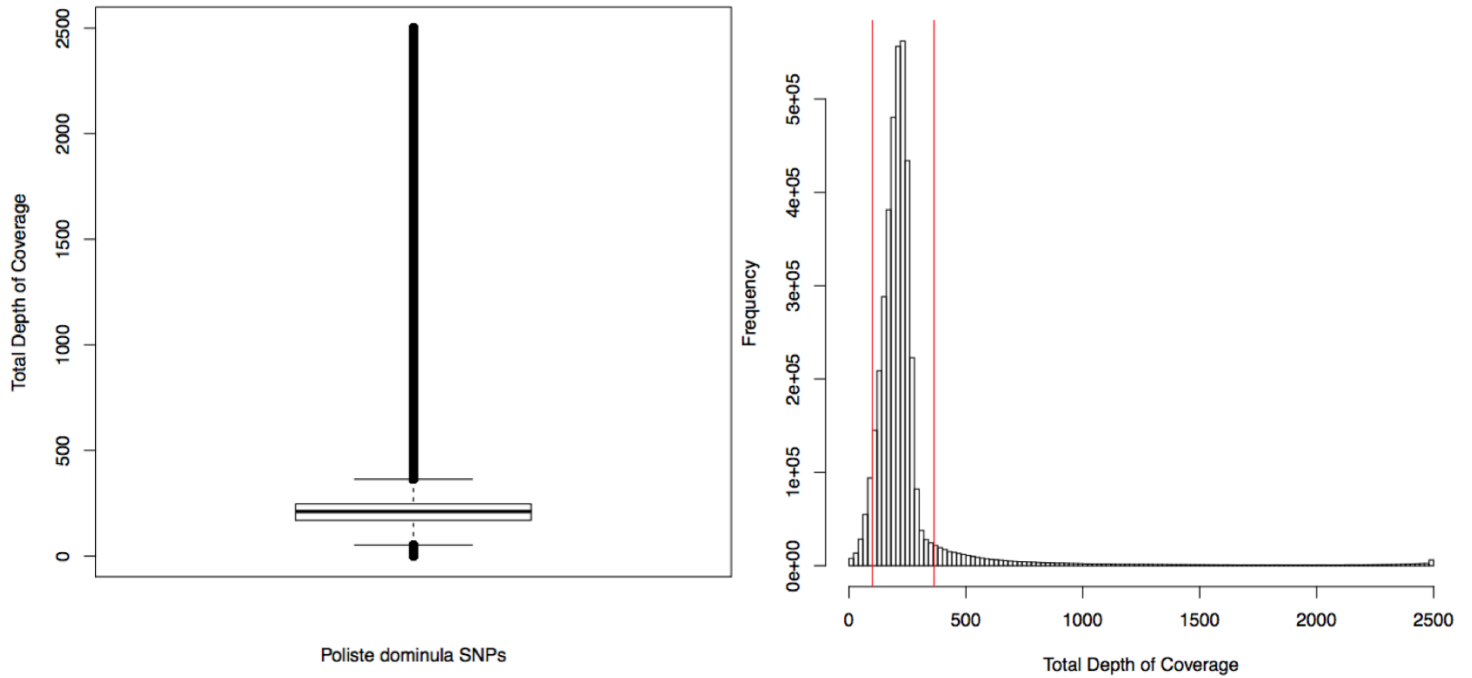 Total Depth of Coverage
2500
2000
1500
1000
500
0
Poliste dominula SNPs
Frequency
5e+05
4e+05
3e+05
2e+05
1e+05
0e+00
0 500 1000 1500 2000 2500
Total Depth of Coverage